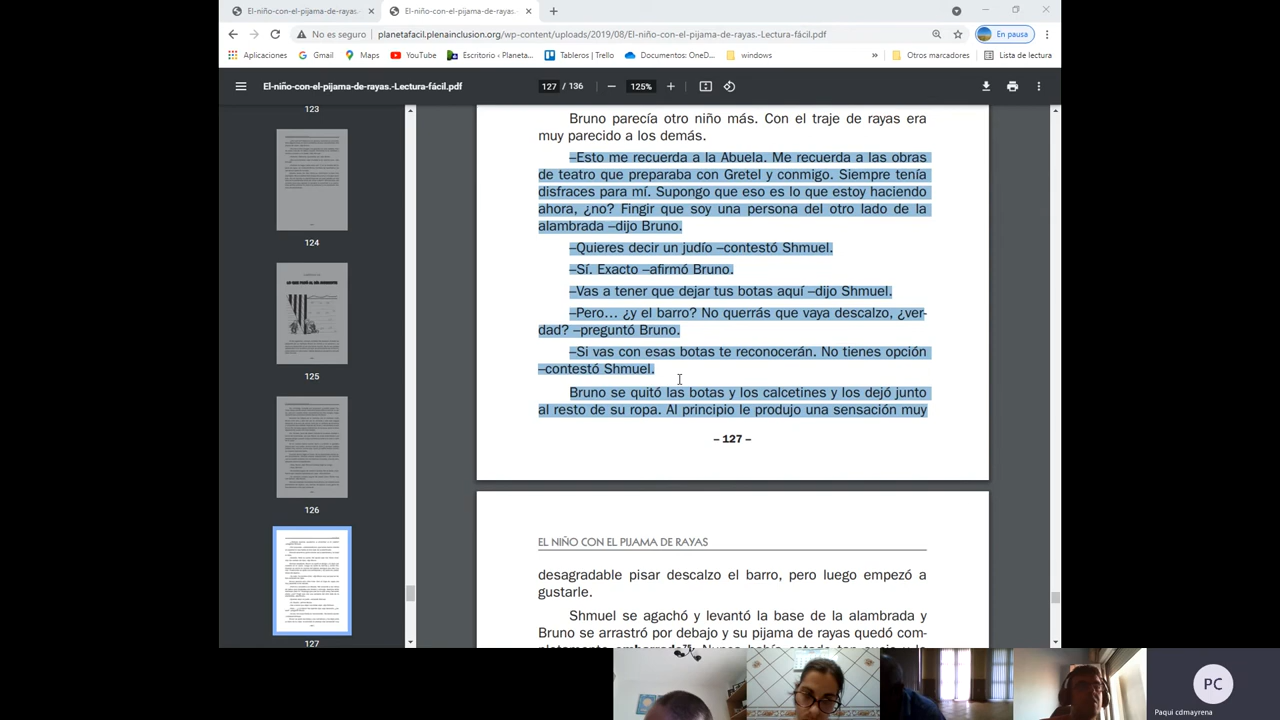 El-niño-con-el-pijama-de-rayas.-
El-niño-con-el-pijama-de-rayas.-
No es seguro
planetafacil.plenainclusion.org/wp-content/uploads/2019/08/El-niño-con-el-pijama-de-rayas.-Lectura-fácil.pdf
En pausa
Aplicaciones
Gmail
Maps
YouTube
Escritorio – Planeta...
Tableros | Trello
Documentos: OneD...
windows
»
Otros marcadores
Lista de lectura
El-niño-con-el-pijama-de-rayas.-Lectura-fácil.pdf
127 / 136
125%
123
124
125
126
127
Bruno parecía otro niño más. Con el traje de rayas era
muy parecido a los demás.
–Esto me recuerda a la Abuela. Me recuerda a las obras
de teatro que preparaba con Gretel y conmigo. Siempre tenía
disfraces para mí. Supongo que eso es lo que estoy haciendo
ahora, ¿no? Fingir que soy una persona del otro lado de la
alambrada –dijo Bruno.
–Quieres decir un judío –contestó Shmuel.
–Sí. Exacto –afirmó Bruno.
–Vas a tener que dejar tus botas aquí –dijo Shmuel.
–Pero... ¿y el barro? No querrás que vaya descalzo, ¿ver-
dad? –preguntó Bruno.
–Si vas con esas botas te reconocerán. No tienes opción
–contestó Shmuel.
Bruno se quitó las botas y los calcetines y los dejó junto
al resto de su ropa. Al principio le produjo una sensación muy
– 127 –
EL NIÑO CON EL PIJAMA DE RAYAS
desagradable pisar descalzo el barro, pero luego empezó a
gustarle.
Shmuel se agachó y levantó la base de la alambrada y
Bruno se arrastró por debajo y su pijama de rayas quedó com-
PC
Paqui cdmayrena